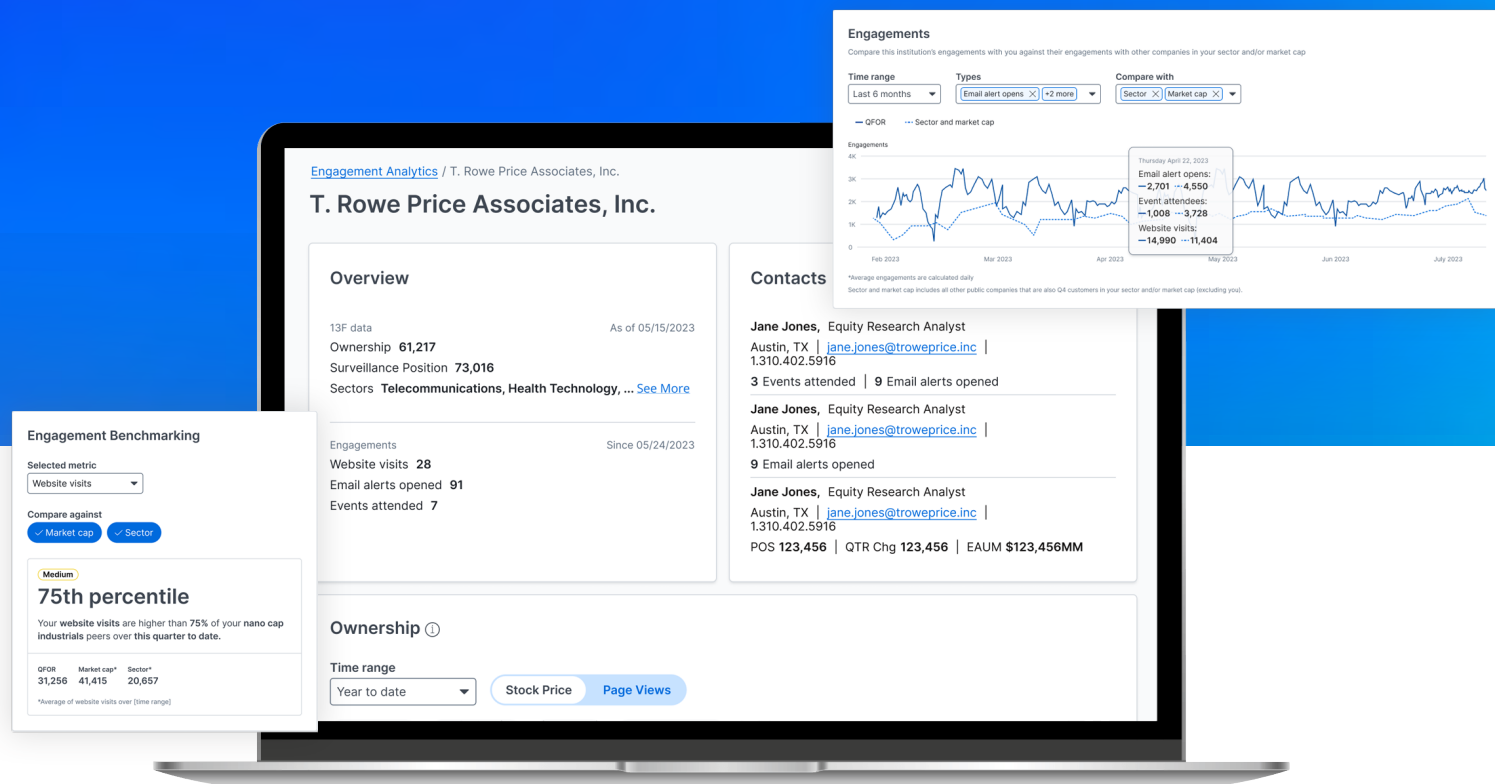 Engagements
Compare this institution's engagements with you against their engagements with other companies in your sector and/or market cap
Time range
Types
Compare with
Last 6 months
Email alert opens
+2 more
Sector
Market cap
QFOR
Sector and market cap
Engagements
4K
3K
2K
1K
0
Thursday April 22, 2023
Email alert opens:
2,701 4,550
Event attendees:
1,008 3,728
Website visits:
14,990 11,404
Feb 2023
Mar 2023
Apr 2023
May 2023
Jun 2023
July 2023
*Average engagements are calculated daily
Sector and market cap includes all other public companies that are also Q4 customers in your sector and/or market cap (excluding you).
Engagement Analytics / T. Rowe Price Associates, Inc.
T. Rowe Price Associates, Inc.
Overview
13F data
As of 05/15/2023
Ownership 61,217
Surveillance Position 73,016
Sectors Telecommunications, Health Technology, ... See More
Engagements
Since 05/24/2023
Website visits 28
Email alerts opened 91
Events attended 7
Contacts
Jane Jones, Equity Research Analyst
Austin, TX | jane.jones@troweprice.inc |
1.310.402.5916
3 Events attended | 9 Email alerts opened
Jane Jones, Equity Research Analyst
Austin, TX | jane.jones@troweprice.inc |
1.310.402.5916
9 Email alerts opened
Jane Jones, Equity Research Analyst
Austin, TX | jane.jones@troweprice.inc |
1.310.402.5916
POS 123,456 | QTR Chg 123,456 | EAUM $123,456MM
Ownership
Time range
Year to date
Stock Price
Page Views
Engagement Benchmarking
Selected metric
Website visits
Compare against
Market cap
Sector
Medium
75th percentile
Your website visits are higher than 75% of your nano cap
industrials peers over this quarter to date.
QFOR Market cap* Sector*
31,256 41,415 20,657
*Average of website visits over [time range]